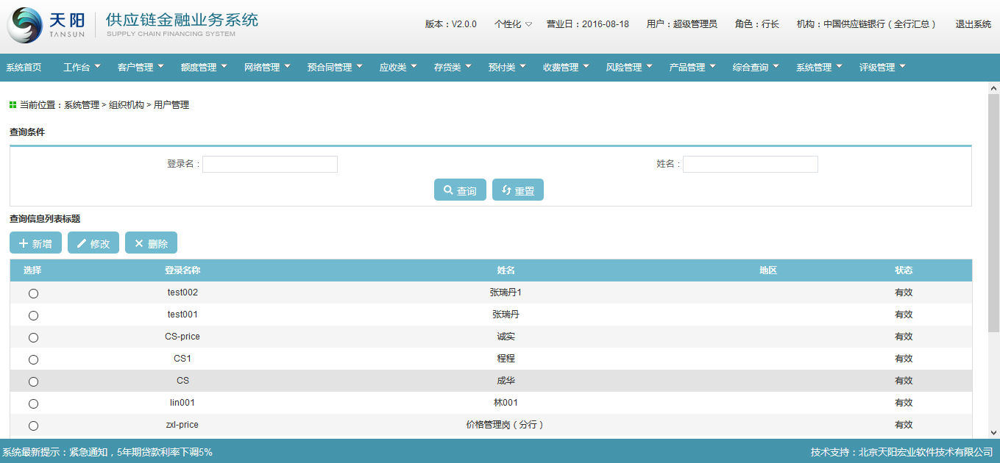 天阳 TANSUN 供应链金融业务系统 SUPPLY CHAIN FINANCING SYSTEM
版本：V2.0.0 个性化 营业日：2016-08-18 用户：超级管理员 角色：行长 机构：中国供应链银行（全行汇总） 退出系统
系统首页 工作台 客户管理 额度管理 网络管理 预合同管理 应收类 存货类 预付类 收费管理 风险管理 产品管理 综合查询 系统管理 评级管理
当前位置：系统管理 > 组织机构 > 用户管理
查询条件
登录名： 姓名：
查询 重置
查询信息列表标题
新增 修改 删除
选择 登录名称 姓名 地区 状态
test002 张瑞丹1 有效
test001 张瑞丹 有效
CS-price 诚实 有效
CS1 程程 有效
CS 成华 有效
lin001 林001 有效
zxl-price 价格管理岗（分行） 有效
系统最新提示：紧急通知，5年期贷款利率下调5% 技术支持：北京天阳宏业软件技术有限公司